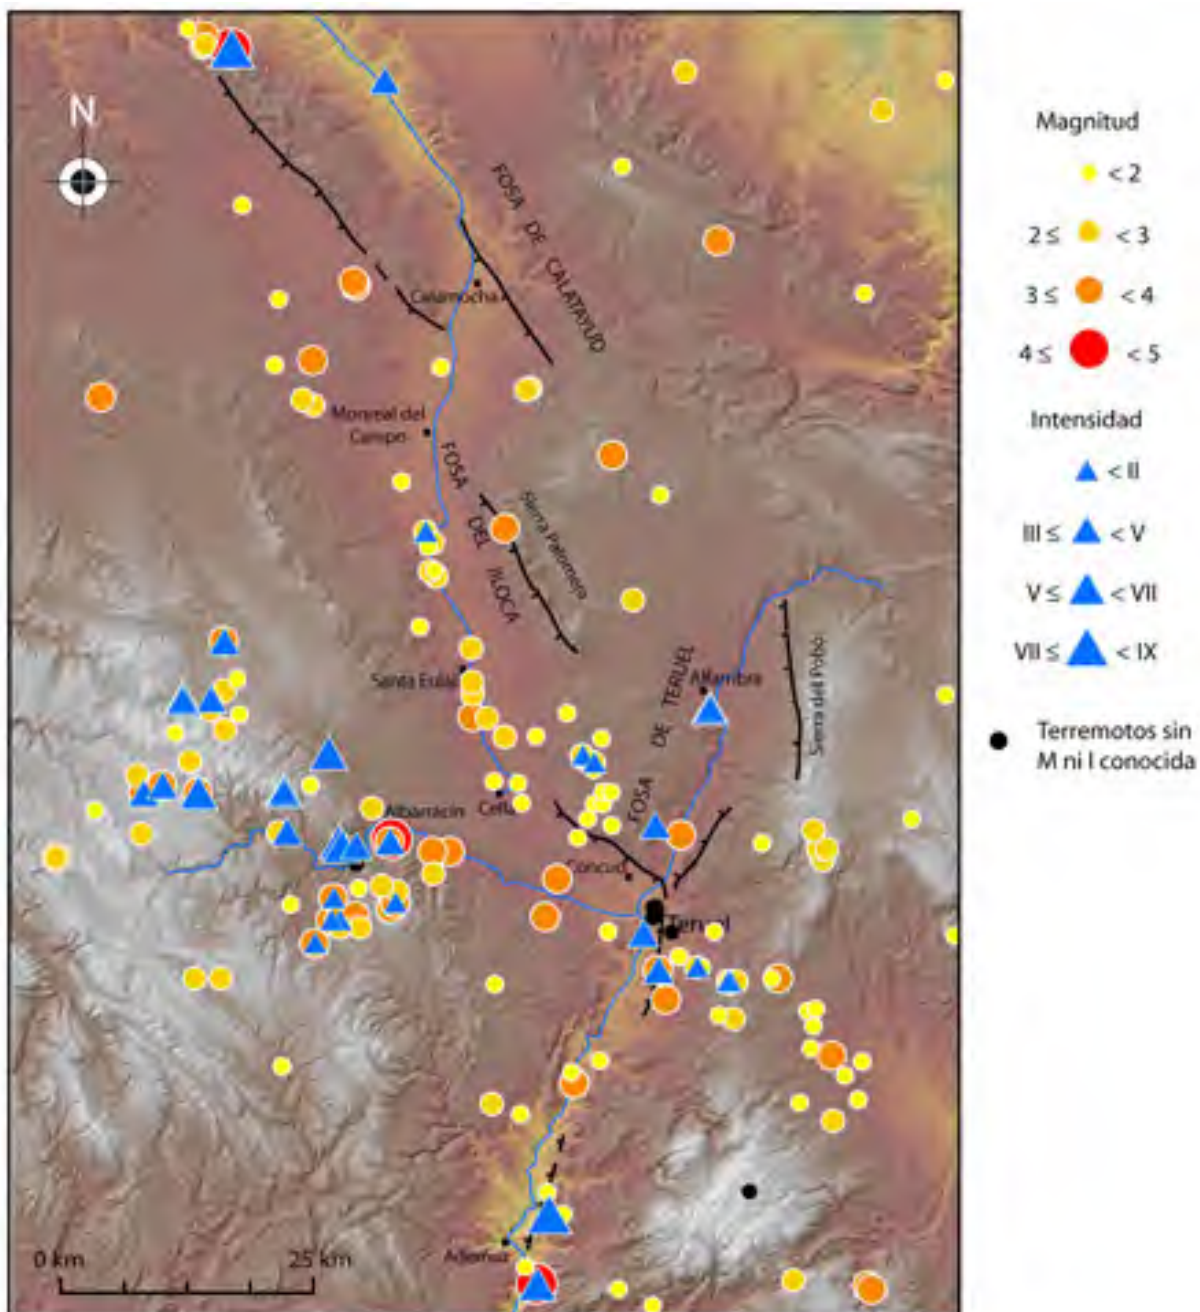 N
FOSA DE CALATAYUD
Calamocha
Monreal del
Campo
FOSA DEL JILOCA
Sierra Palomera
Santa Eulal
FOSA DE TERUEL
Alfambra
Sierra del Pobo
Albarracín
Cella
Concud
Teruel
Ademuz
0 km 25 km
Magnitud
< 2
2 ≤ < 3
3 ≤ < 4
4 ≤ < 5
Intensidad
< II
III ≤ < V
V ≤ < VII
VII ≤ < IX
Terremotos sin
M ni I conocida